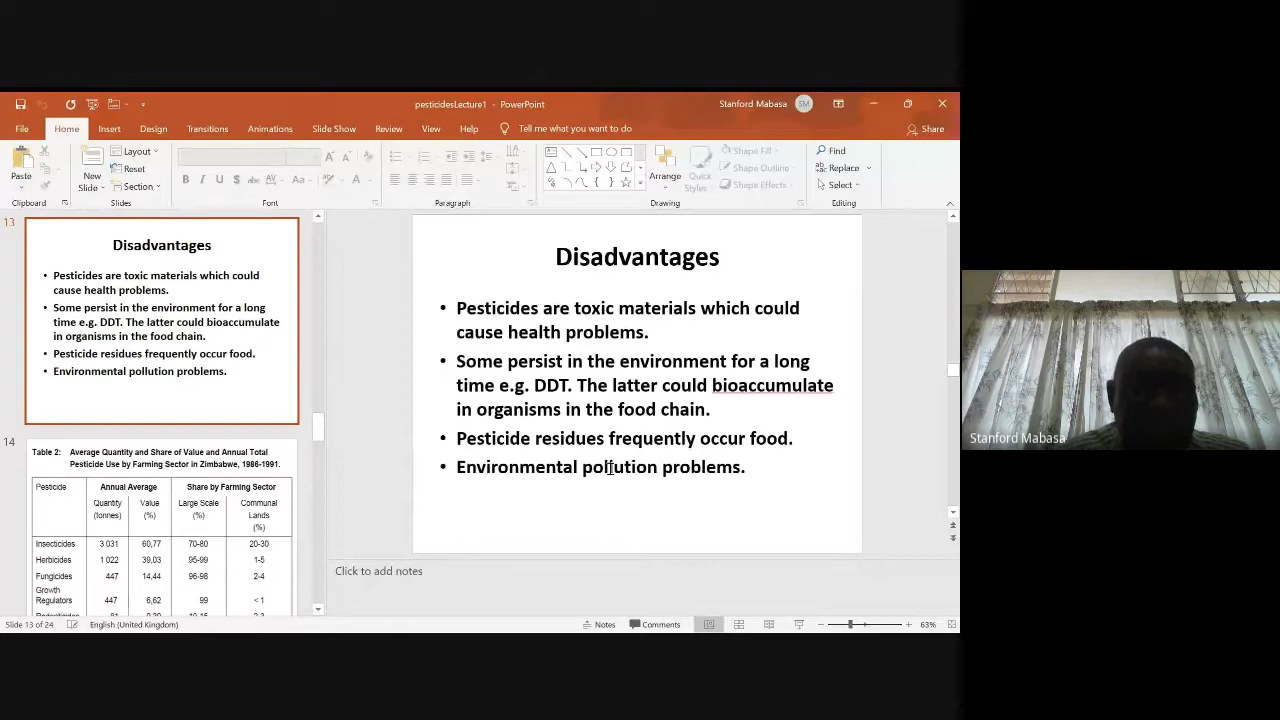 pesticidesLecture1 - PowerPoint
Stanford Mabasa
SM
File
Home
Insert
Design
Transitions
Animations
Slide Show
Review
View
Help
Tell me what you want to do
Share
Paste
Clipboard
New
Slide
Layout
Reset
Section
Slides
B I U S abc AV Aa A
Font
Paragraph
Arrange
Quick
Styles
Shape Fill
Shape Outline
Shape Effects
Drawing
Find
Replace
Select
Editing
13
Disadvantages
• Pesticides are toxic materials which could
cause health problems.
• Some persist in the environment for a long
time e.g. DDT. The latter could bioaccumulate
in organisms in the food chain.
• Pesticide residues frequently occur food.
• Environmental pollution problems.
14
Table 2: Average Quantity and Share of Value and Annual Total
Pesticide Use by Farming Sector in Zimbabwe, 1986-1991.
Pesticide Annual Average Share by Farming Sector
Quantity Value Large Scale Communal
(tonnes) (%) (%) Lands
(%)
Insecticides 3 031 60,77 70-80 20-30
Herbicides 1 022 39,03 95-99 1-5
Fungicides 447 14,44 96-98 2-4
Growth
Regulators 447 6,62 99 < 1
Disadvantages
• Pesticides are toxic materials which could
cause health problems.
• Some persist in the environment for a long
time e.g. DDT. The latter could bioaccumulate
in organisms in the food chain.
• Pesticide residues frequently occur food.
• Environmental pollution problems.
Click to add notes
Slide 13 of 24
English (United Kingdom)
Notes
Comments
63%
Stanford Mabasa